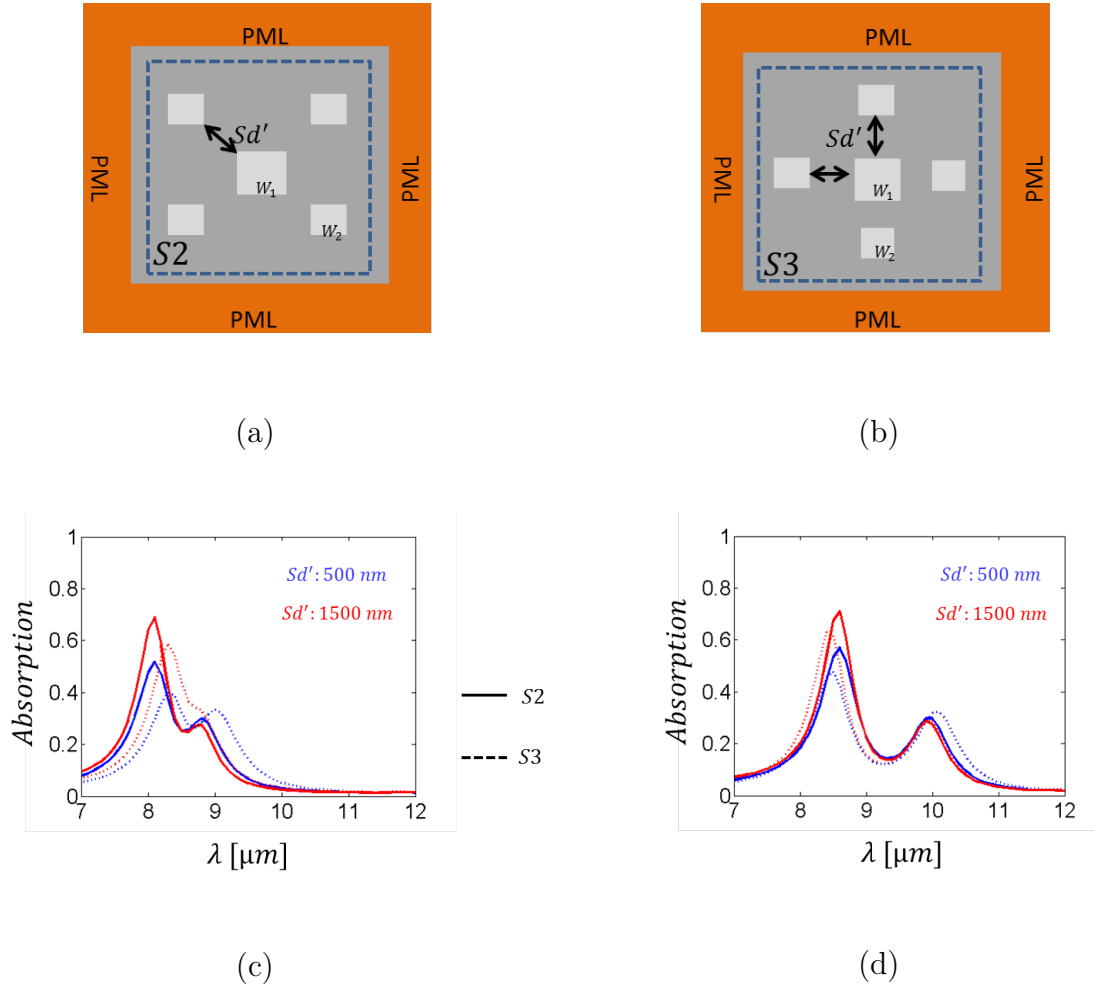 PML
PML
Sd′
W1
PML
W2
S2
PML
(a)
PML
Sd′
PML
W1
PML
W2
S3
PML
(b)
1
0.8
0.6
0.4
0.2
0
Absorption
Sd′: 500 nm
Sd′: 1500 nm
7 8 9 10 11 12
λ [μm]
S2
S3
(c)
1
0.8
0.6
0.4
0.2
0
Absorption
Sd′: 500 nm
Sd′: 1500 nm
7 8 9 10 11 12
λ [μm]
(d)